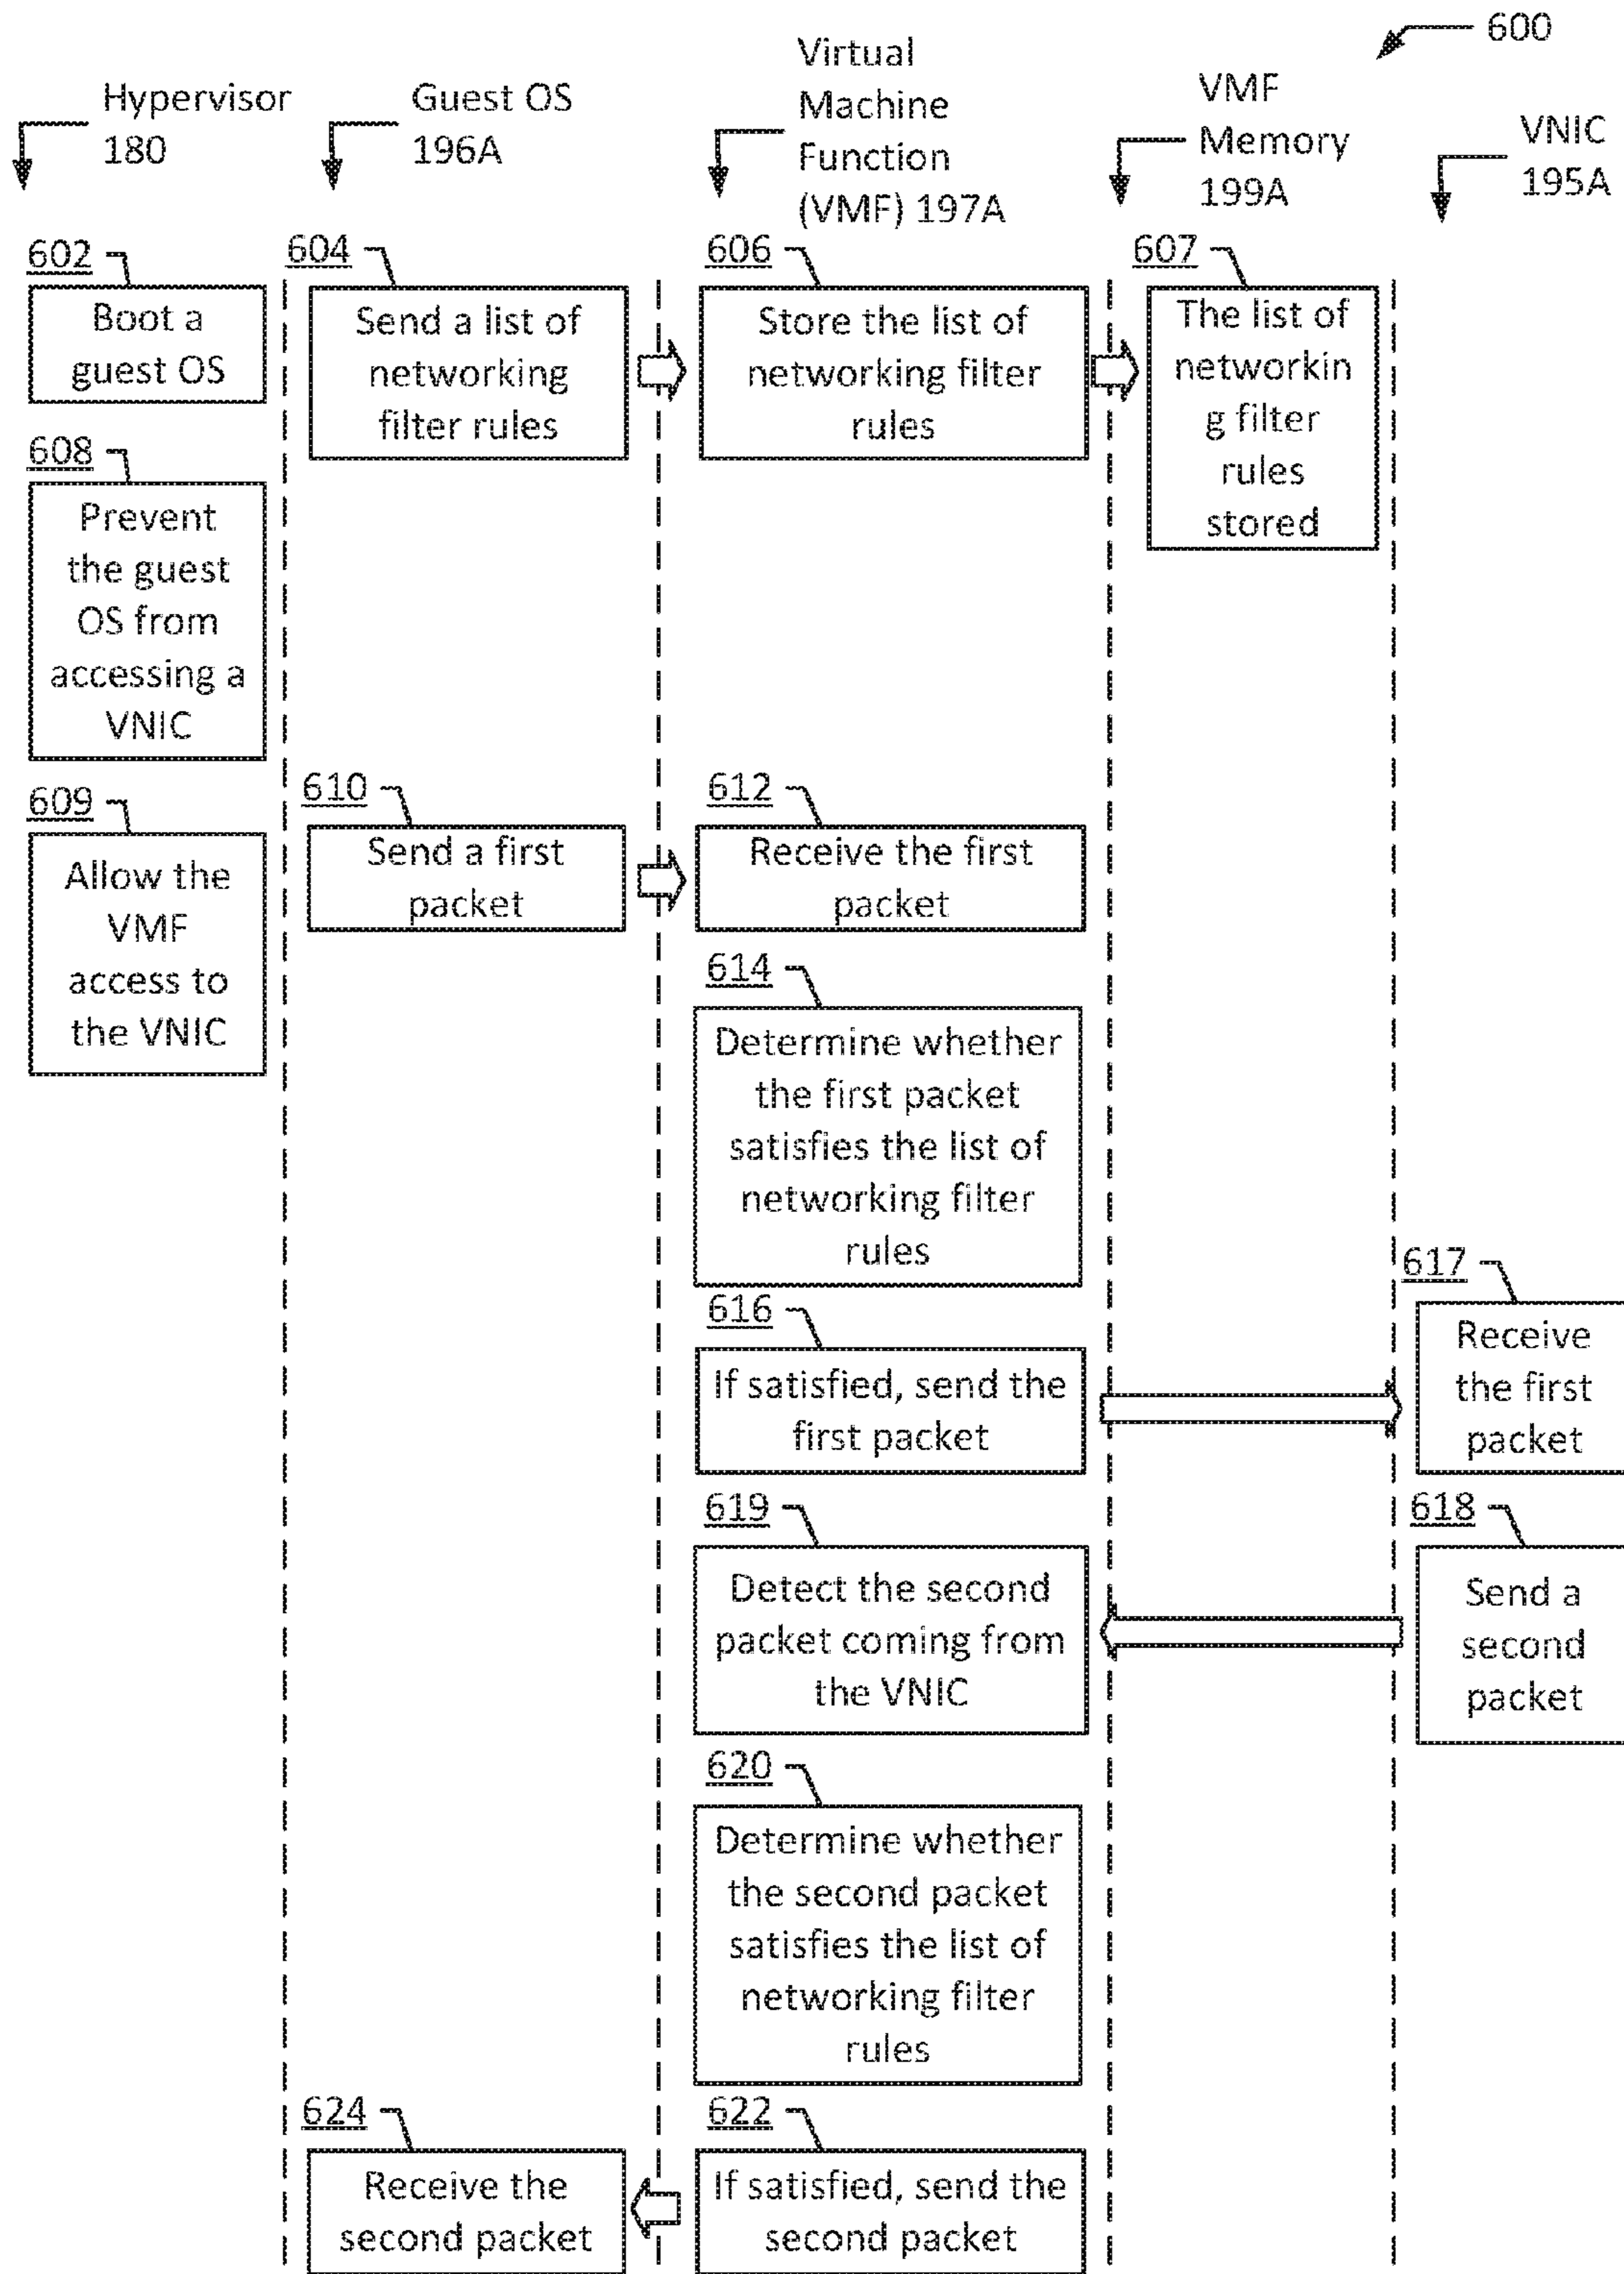 600
Hypervisor
180
Guest OS
196A
Virtual
Machine
Function
(VMF) 197A
VMF
Memory
199A
VNIC
195A
602
Boot a
guest OS
604
Send a list of
networking
filter rules
606
Store the list of
networking filter
rules
607
The list of
networkin
g filter
rules
stored
608
Prevent
the guest
OS from
accessing a
VNIC
609
Allow the
VMF
access to
the VNIC
610
Send a first
packet
612
Receive the first
packet
614
Determine whether
the first packet
satisfies the list of
networking filter
rules
616
If satisfied, send the
first packet
617
Receive
the first
packet
619
Detect the second
packet coming from
the VNIC
618
Send a
second
packet
620
Determine whether
the second packet
satisfies the list of
networking filter
rules
624
Receive the
second packet
622
If satisfied, send the
second packet